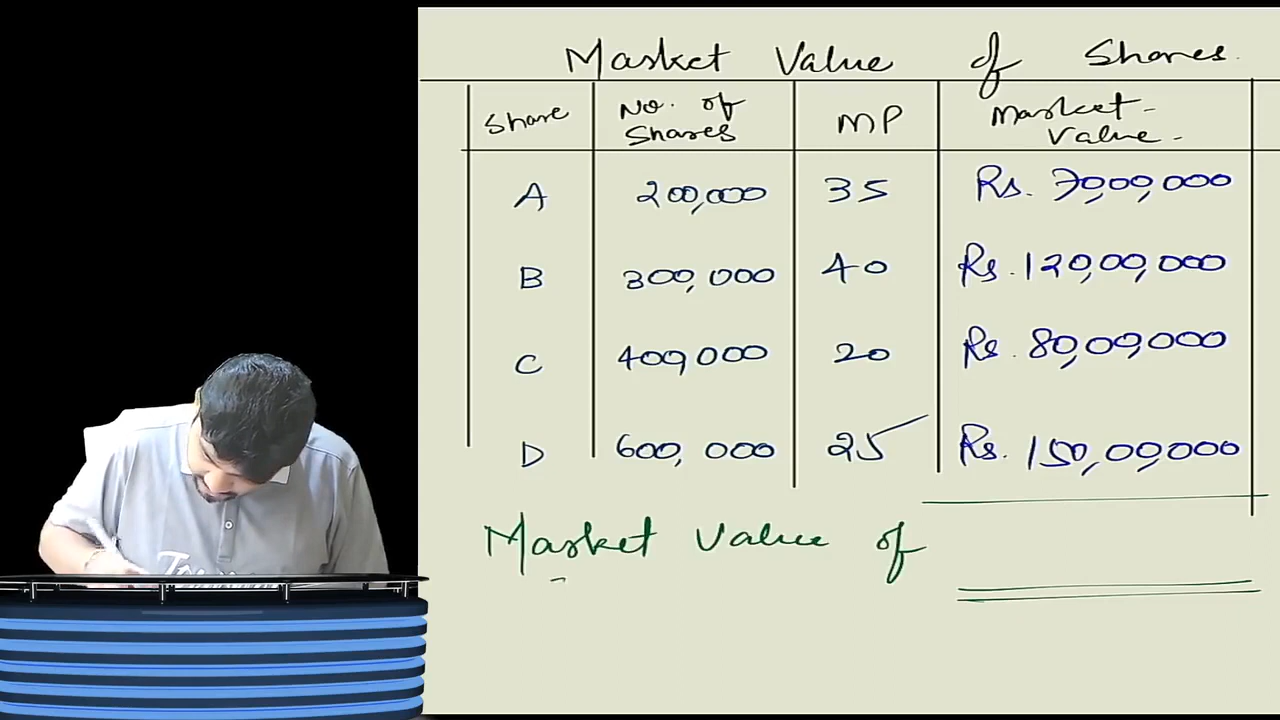 Market Value of Shares.
Share No. of Shares MP Market Value
A 200,000 35 Rs. 70,00,000
B 300,000 40 Rs. 120,00,000
C 400,000 20 Rs. 80,00,000
D 600,000 25 Rs. 150,00,000
Market Value of